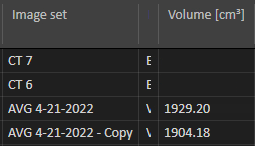 Image set Volume [cm³]
CT 7 E
CT 6 E
AVG 4-21-2022 V 1929.20
AVG 4-21-2022 - Copy V 1904.18